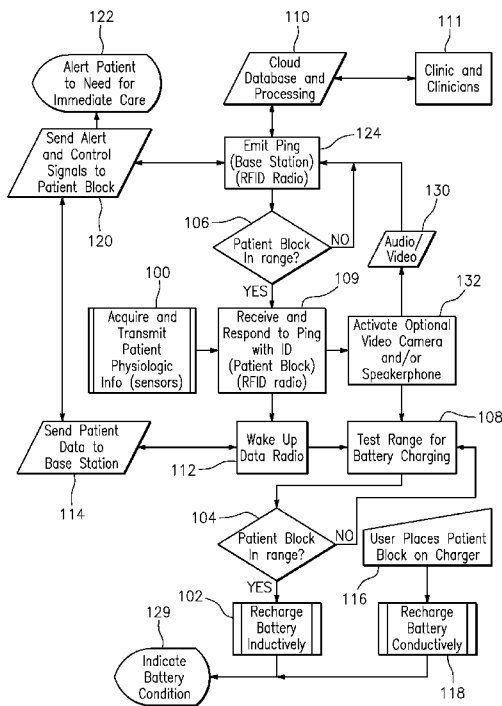 122
Alert Patient
to Need for
Immediate Care
110
Cloud
Database and
Processing
111
Clinic and
Clinicians
Send Alert
and Control
Signals to
Patient Block
120
Emit Ping
(Base Station)
(RFID Radio)
124
106
Patient Block
In range?
NO
YES
130
Audio/
Video
100
Acquire and
Transmit
Patient
Physiologic
Info (sensors)
109
Receive and
Respond to Ping
with ID
(Patient Block)
(RFID radio)
132
Activate Optional
Video Camera
and/or
Speakerphone
Send Patient
Data to
Base Station
114
Wake Up
Data Radio
112
108
Test Range for
Battery Charging
104
Patient Block
In range?
NO
YES
User Places Patient
Block on Charger
116
102
Recharge
Battery
Inductively
Recharge
Battery
Conductively
118
129
Indicate
Battery
Condition